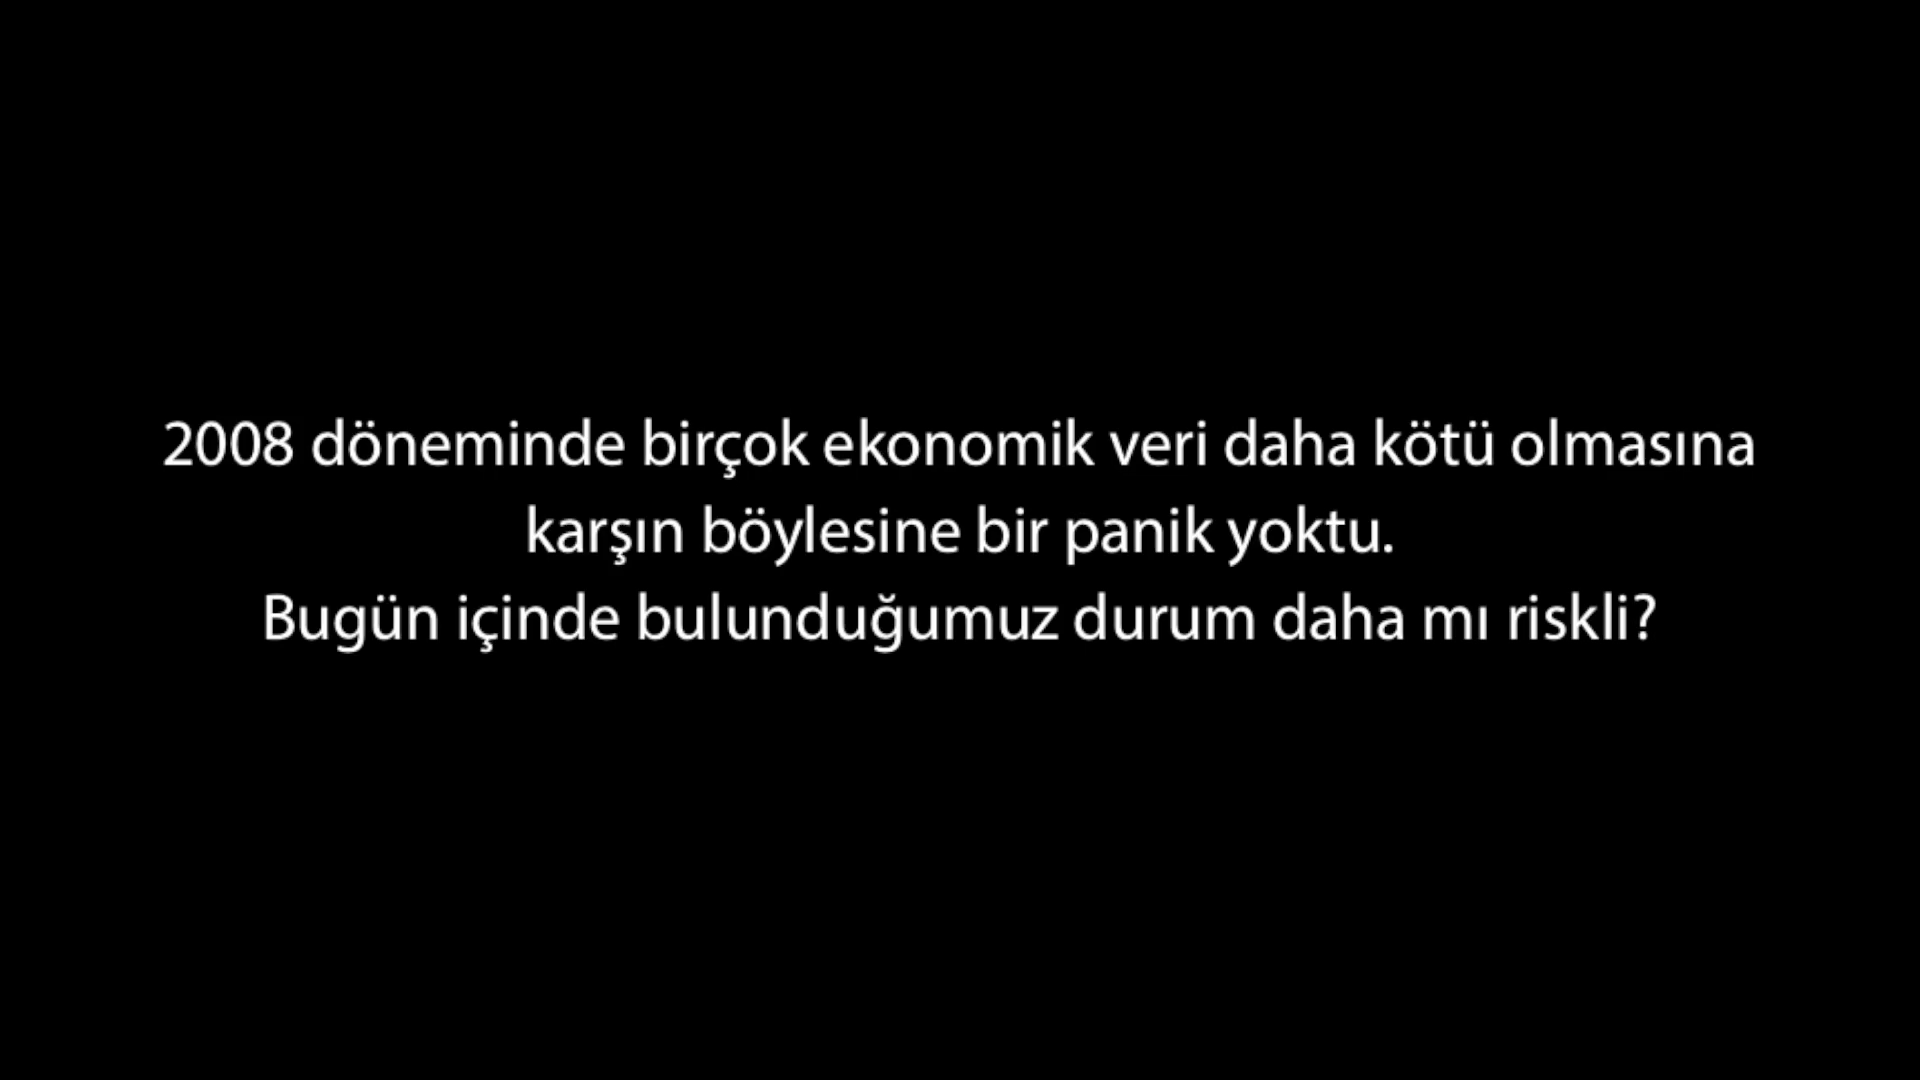 2008 döneminde birçok ekonomik veri daha kötü olmasına
karşın böylesine bir panik yoktu.
Bugün içinde bulunduğumuz durum daha mı riskli?